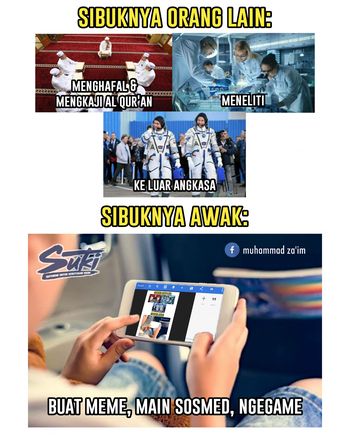 SIBUKNYA ORANG LAIN:
MENGHAFAL &
MENGKAJI AL QUR'AN
MENELITI
KE LUAR ANGKASA
SIBUKNYA AWAK:
Suki
muhammad za'im
BUAT MEME, MAIN SOSMED, NGEGAME